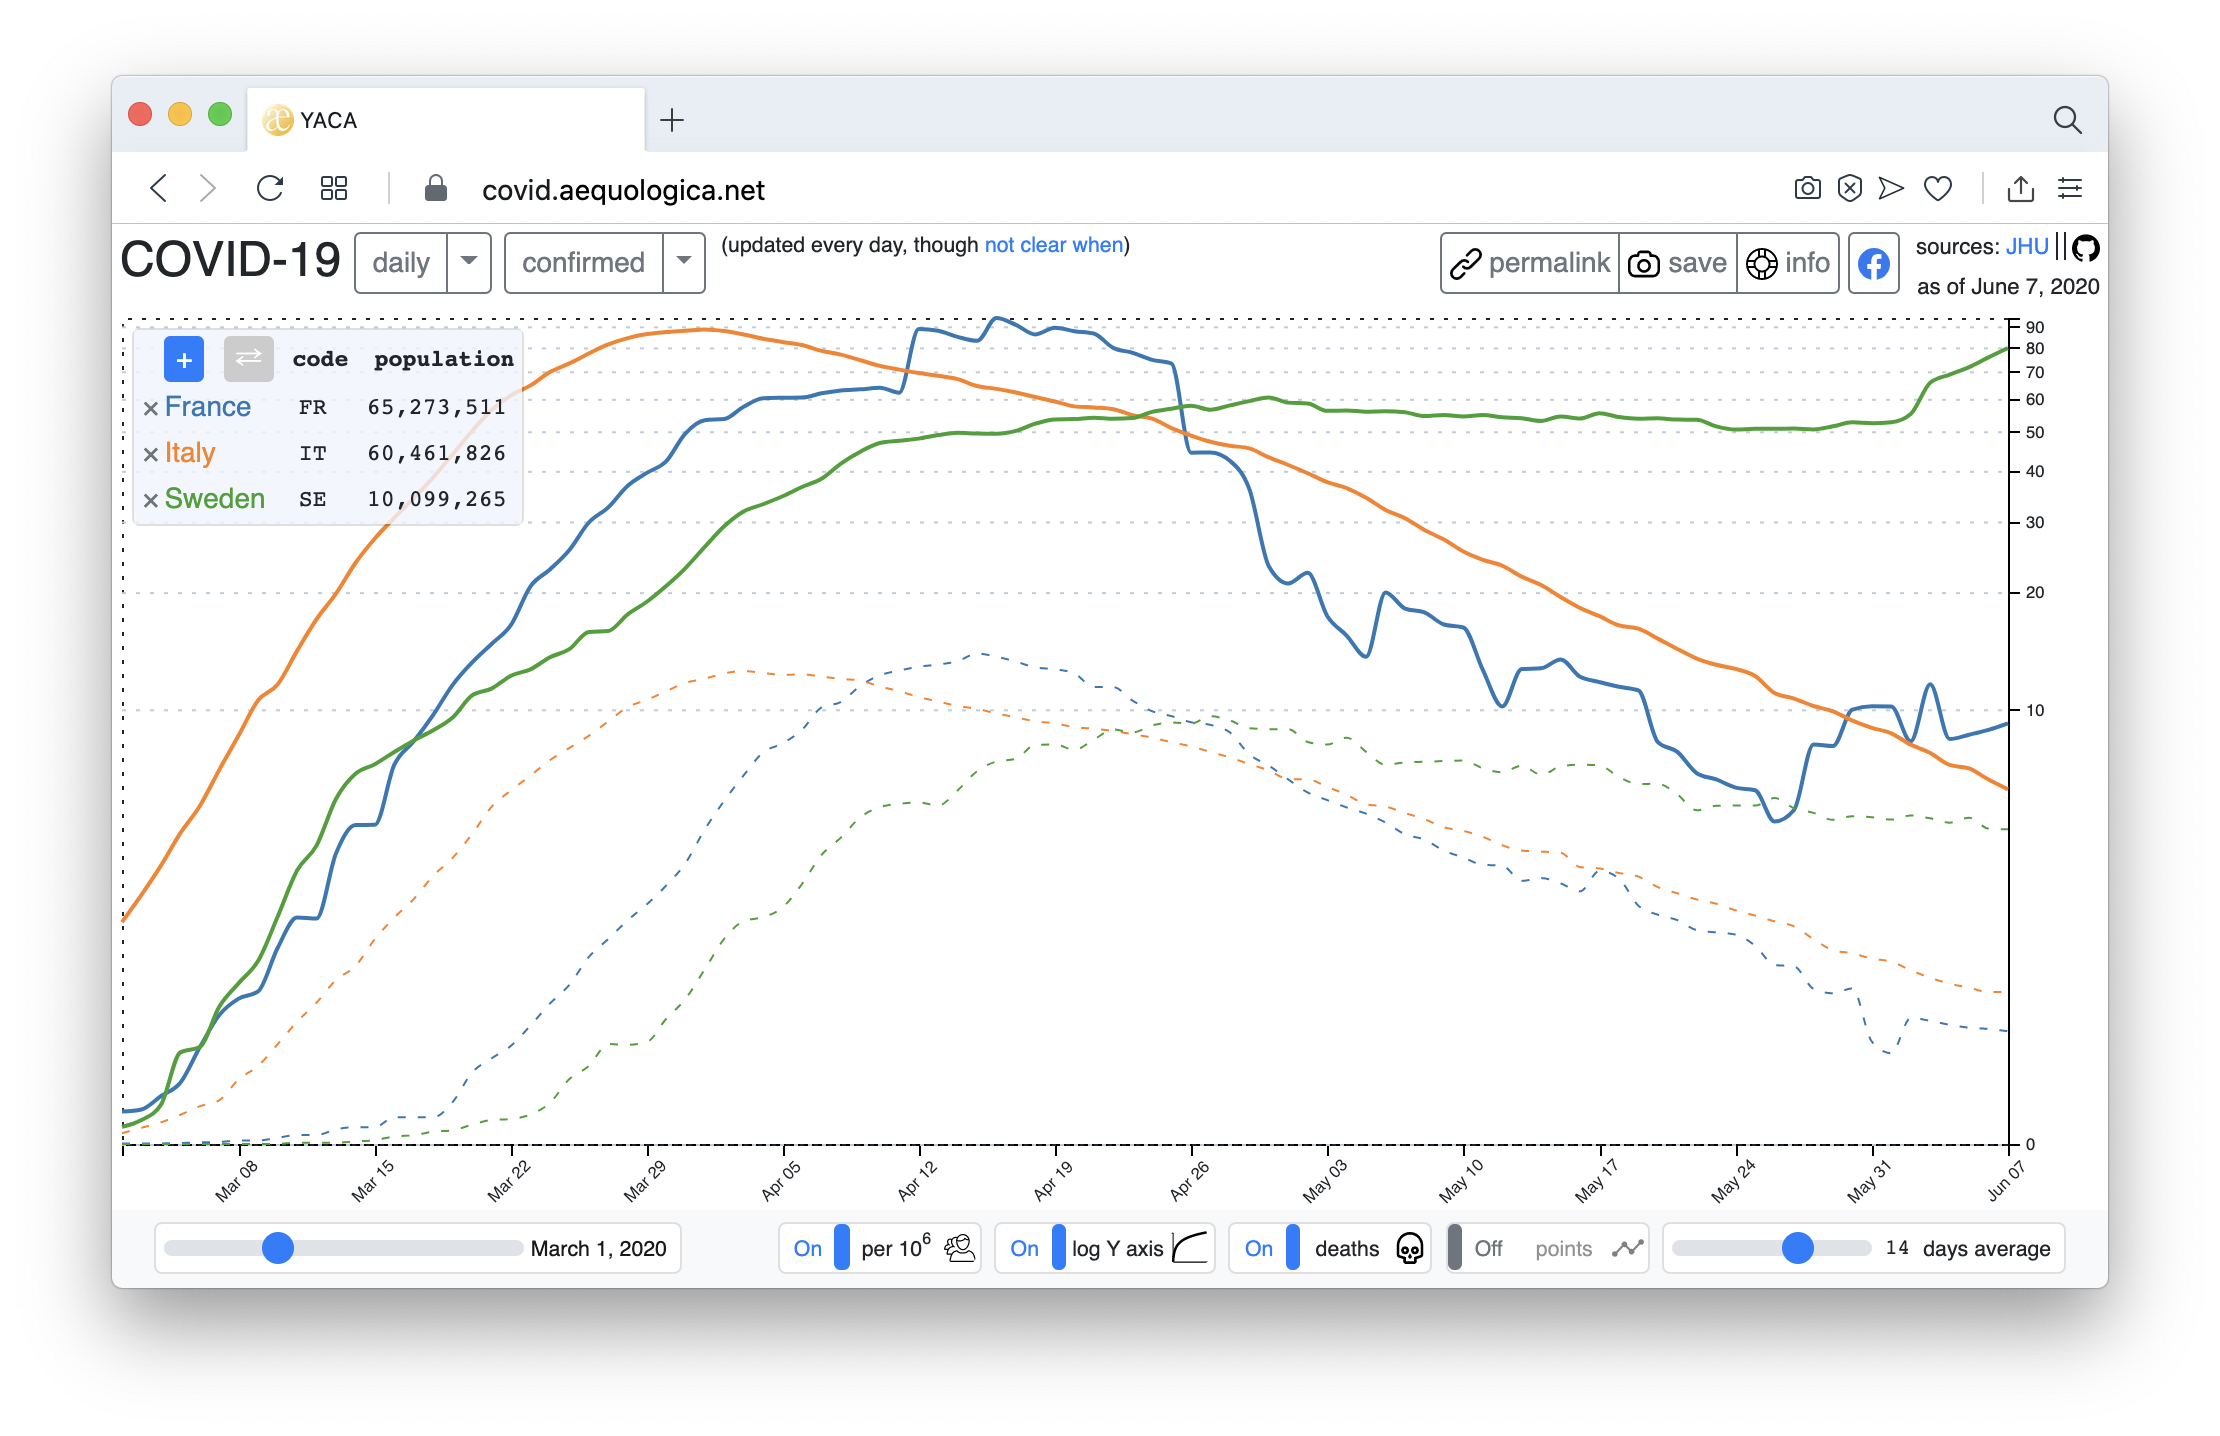 æ YACA
covid.aequologica.net
COVID-19 daily confirmed (updated every day, though not clear when) permalink save info sources: JHU ||
as of June 7, 2020
+ code population
× France FR 65,273,511
× Italy IT 60,461,826
× Sweden SE 10,099,265
90
80
70
60
50
40
30
20
10
0
Mar 08 Mar 15 Mar 22 Mar 29 Apr 05 Apr 12 Apr 19 Apr 26 May 03 May 10 May 17 May 24 May 31 Jun 07
March 1, 2020 On per 10⁶ On log Y axis On deaths Off points 14 days average